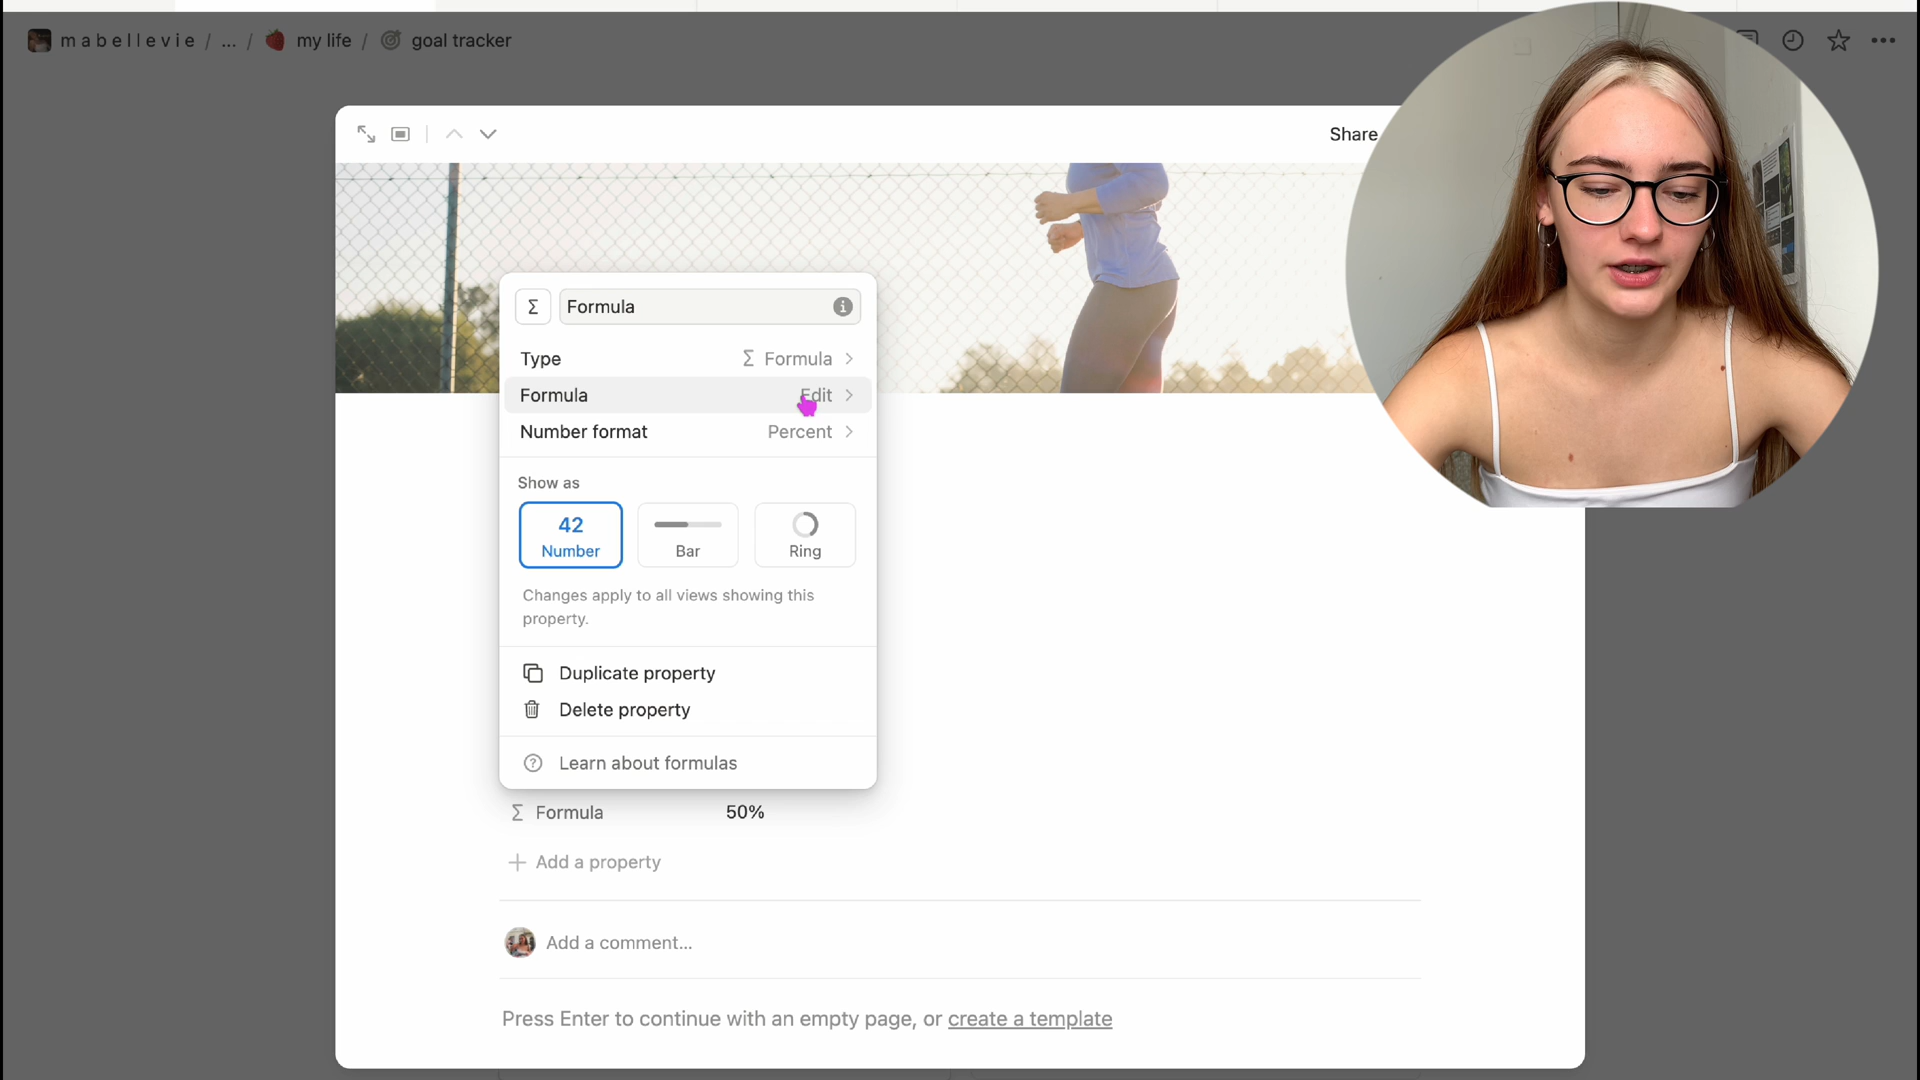 mabellevie / ... / my life / goal tracker
Share
Formula
Type Formula
Formula Edit
Number format Percent
Show as
42
Number
Bar
Ring
Changes apply to all views showing this
property.
Duplicate property
Delete property
Learn about formulas
Formula 50%
Add a property
Add a comment...
Press Enter to continue with an empty page, or create a template